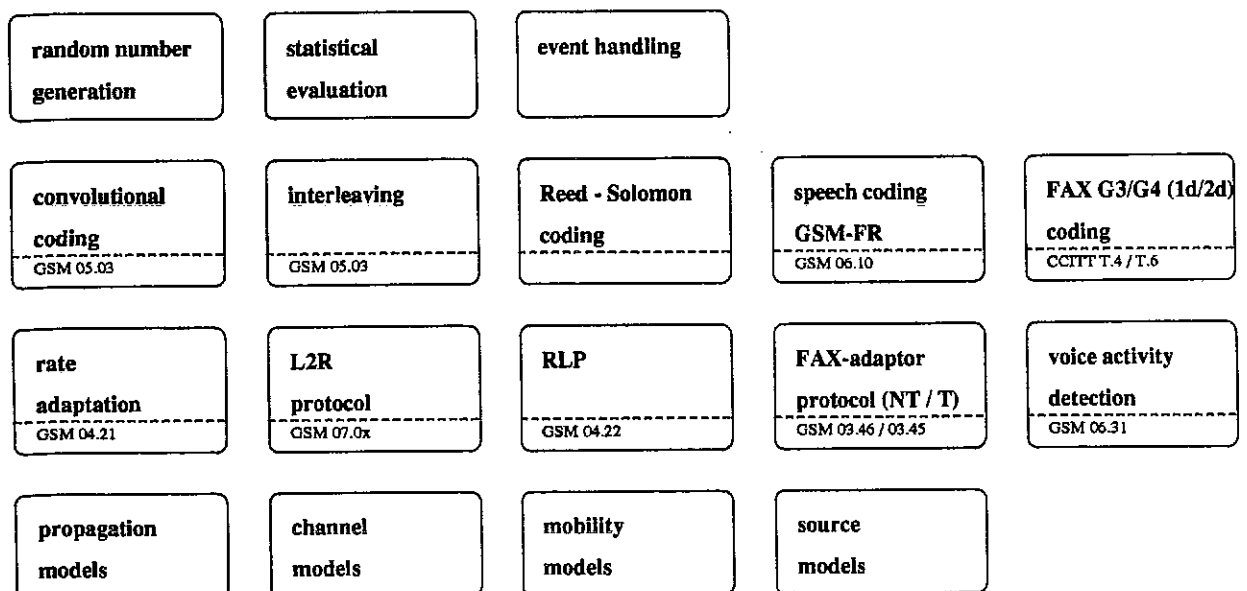 random number
generation
statistical
evaluation
event handling
convolutional
coding
GSM 05.03
interleaving
GSM 05.03
Reed - Solomon
coding
speech coding
GSM-FR
GSM 06.10
FAX G3/G4 (1d/2d)
coding
CCITT T.4 / T.6
rate
adaptation
GSM 04.21
L2R
protocol
GSM 07.0x
RLP
GSM 04.22
FAX-adaptor
protocol (NT / T)
GSM 03.46 / 03.45
voice activity
detection
GSM 06.31
propagation
models
channel
models
mobility
models
source
models